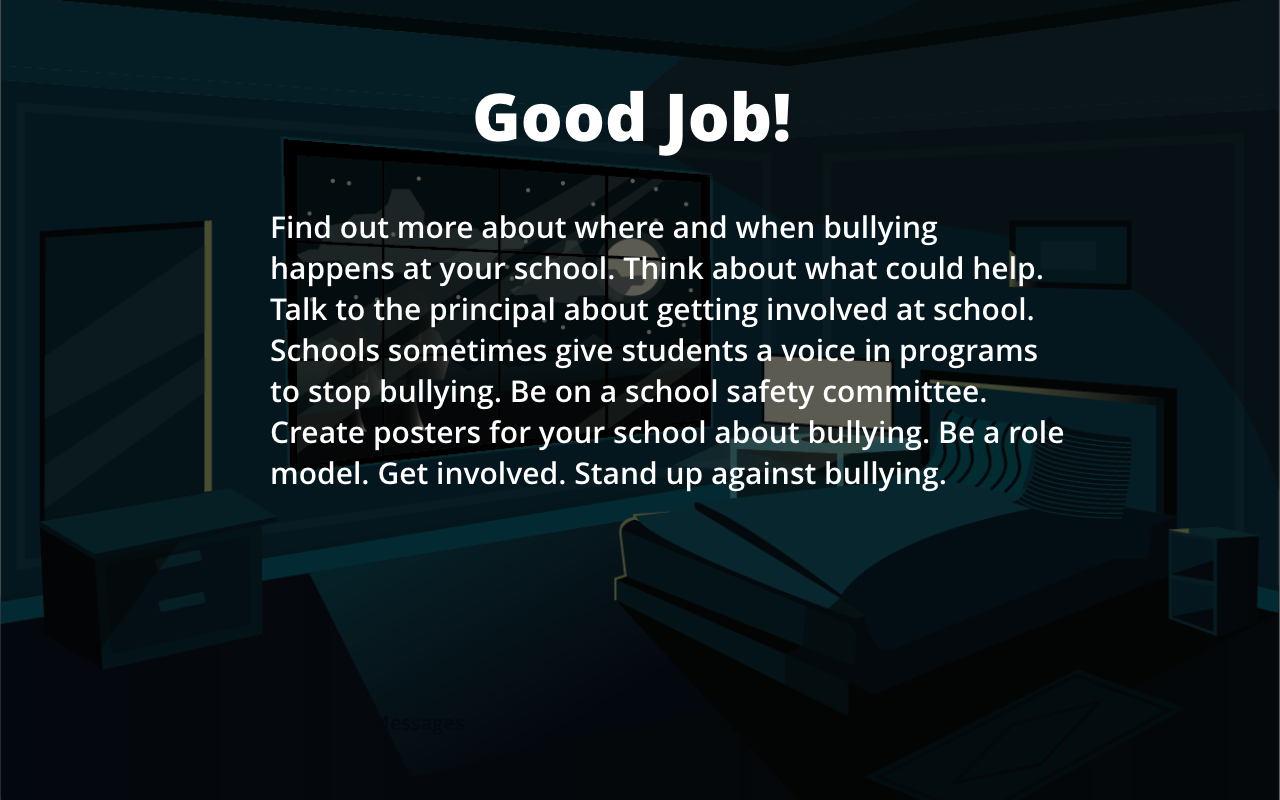 Good Job!
Find out more about where and when bullying
happens at your school. Think about what could help.
Talk to the principal about getting involved at school.
Schools sometimes give students a voice in programs
to stop bullying. Be on a school safety committee.
Create posters for your school about bullying. Be a role
model. Get involved. Stand up against bullying.